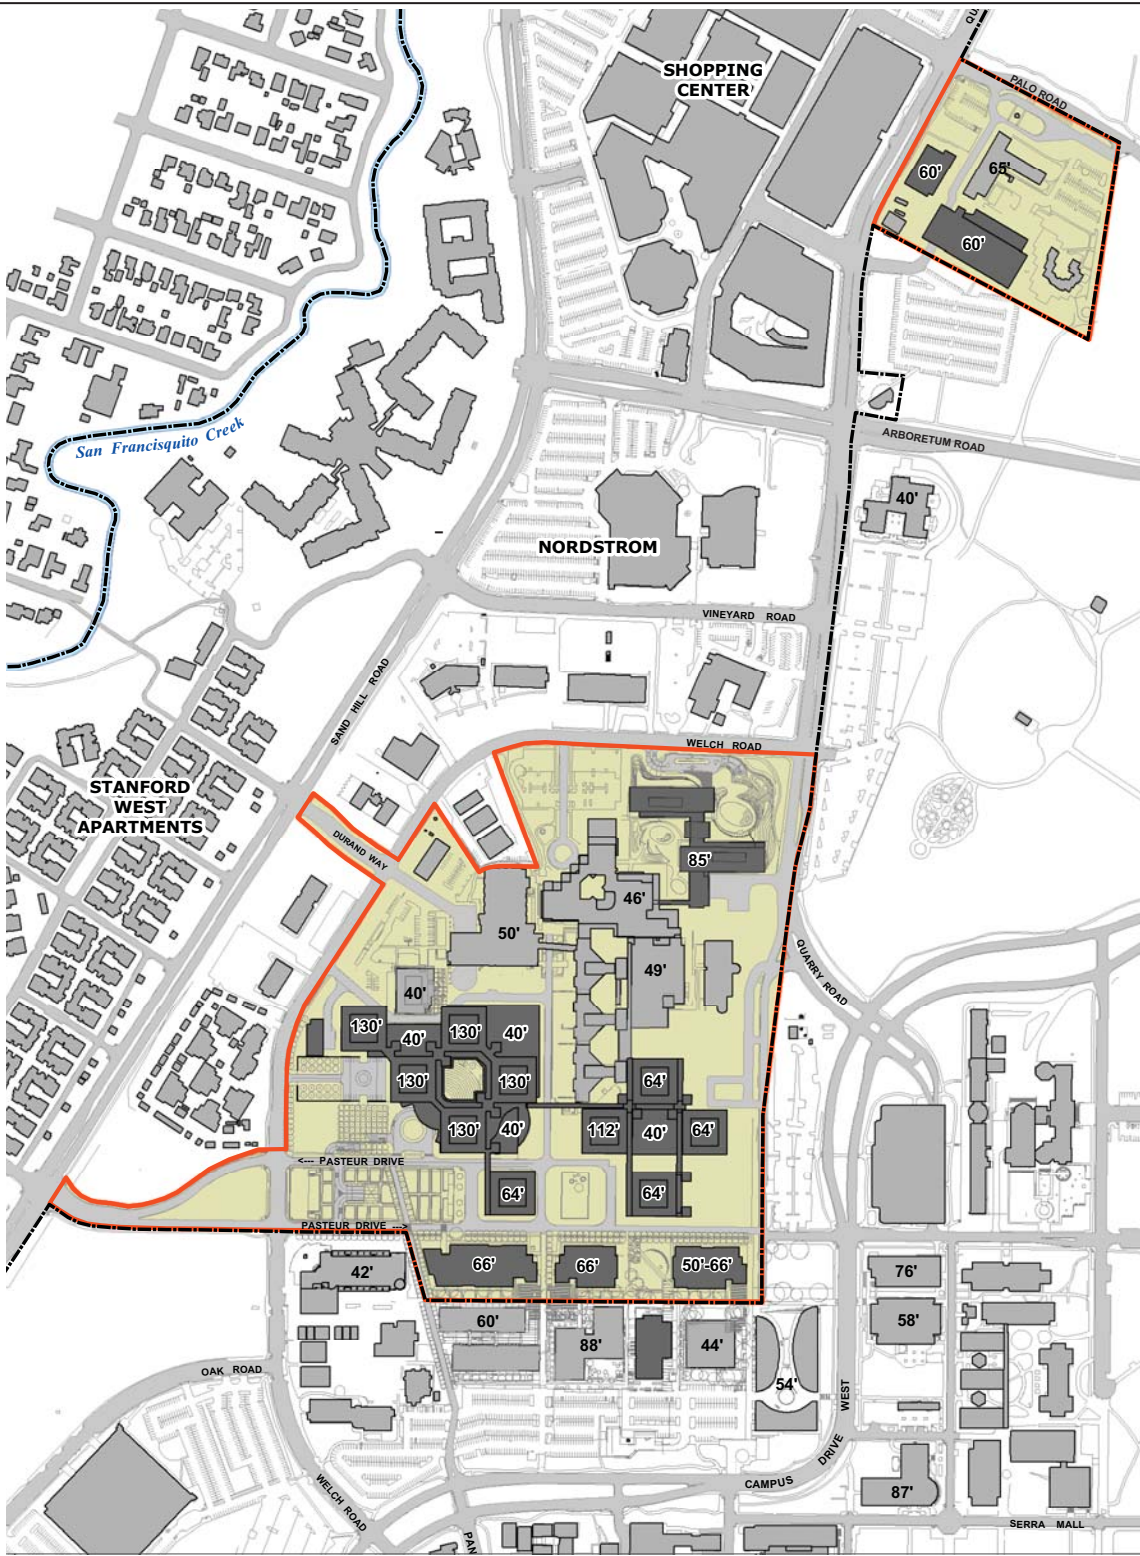 QU
SHOPPING
CENTER
PALO ROAD
60'
65'
60'
San Francisquito Creek
ARBORETUM ROAD
40'
NORDSTROM
VINEYARD ROAD
SAND HILL ROAD
WELCH ROAD
STANFORD
WEST
APARTMENTS
DURAND WAY
85'
46'
50'
49'
QUARRY ROAD
40'
130'
40'
130'
40'
130'
130'
64'
130'
40'
112'
40'
64'
<--- PASTEUR DRIVE
64'
64'
PASTEUR DRIVE --->
42'
66'
66'
50'-66'
76'
60'
88'
44'
58'
OAK ROAD
54'
WEST
CAMPUS DRIVE
WELCH ROAD
87'
PAN
SERRA MALL